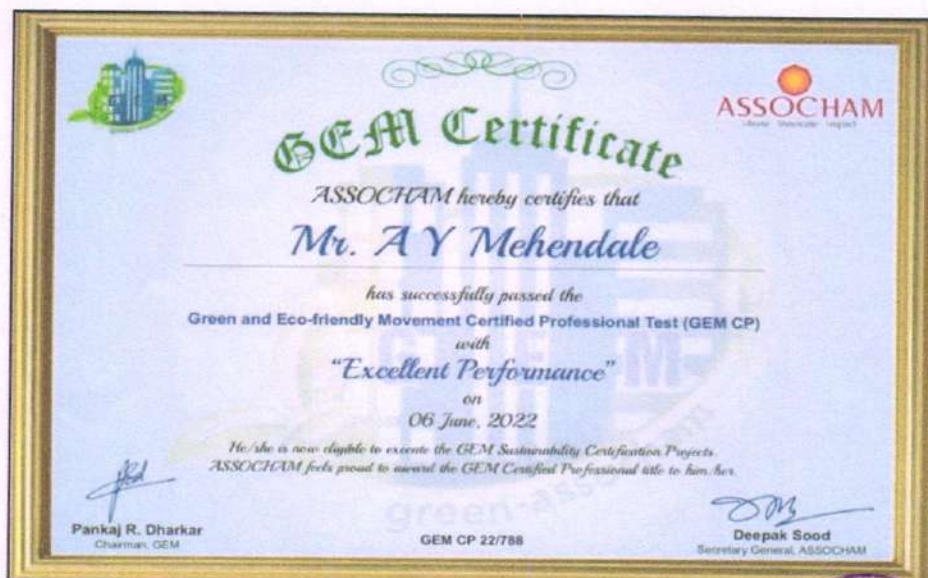 GEM
ASSOCHAM
GEM Certificate
ASSOCHAM hereby certifies that
Mr. A Y Mehendale
has successfully passed the
Green and Eco-friendly Movement Certified Professional Test (GEM CP)
with
“Excellent Performance”
on
06 June, 2022
He/she is now eligible to execute the GEM Sustainability Certification Projects.
ASSOCHAM feels proud to award the GEM Certified Professional title to him/her.
green
Pankaj R. Dharkar
Chairman, GEM
GEM CP 22/788
Deepak Sood
Secretary General, ASSOCHAM